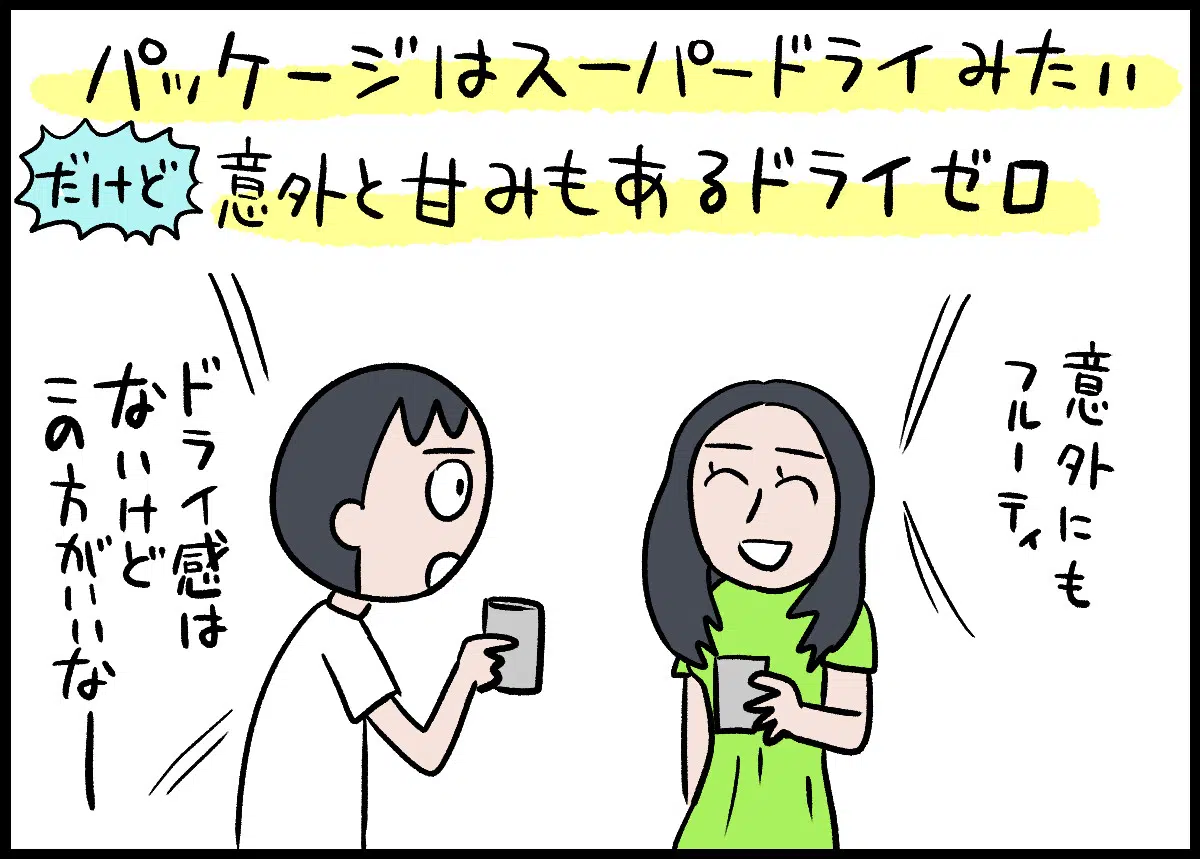 パッケージはスーパードライみたい
だけど 意外と甘みもあるドライゼロ
意外にも
フルーティ
ドライ感は
ないけど
この方がいいなー